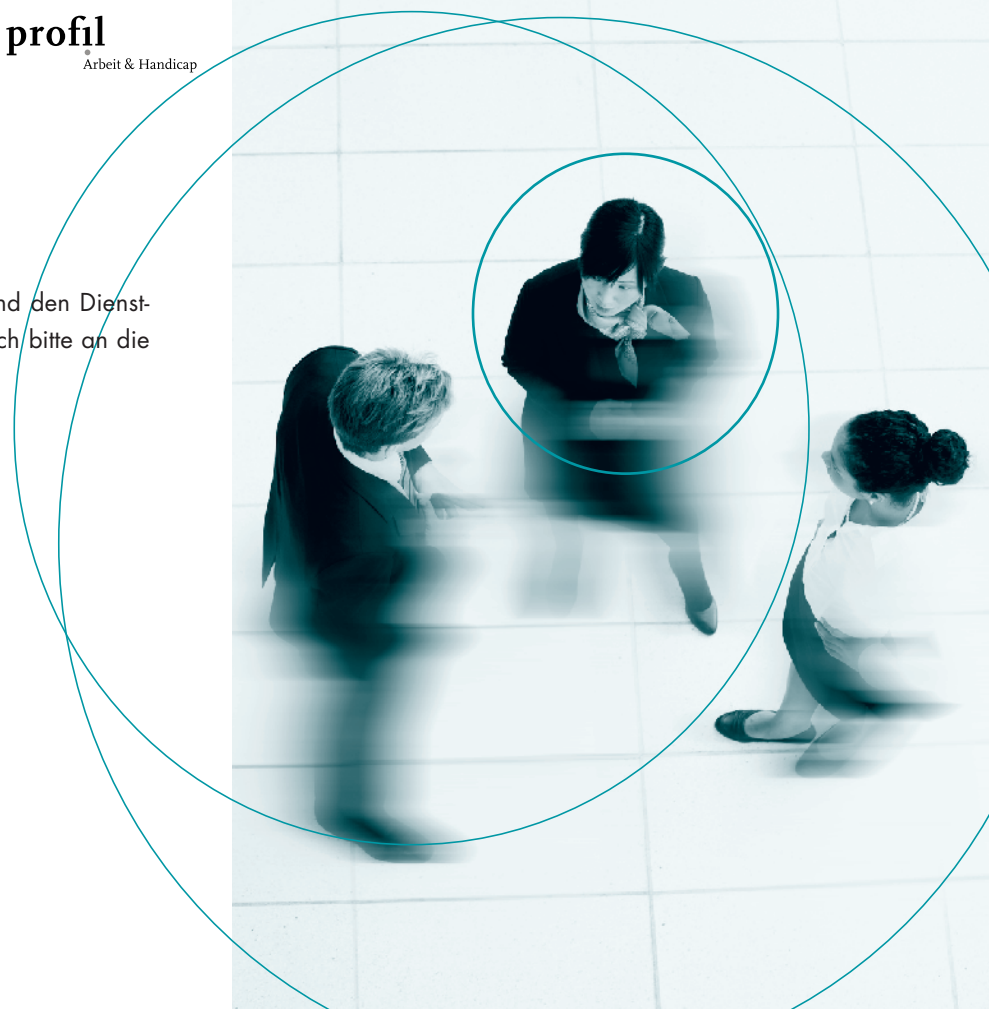 profil
Arbeit & Handicap
nd den Dienst-
ch bitte an die